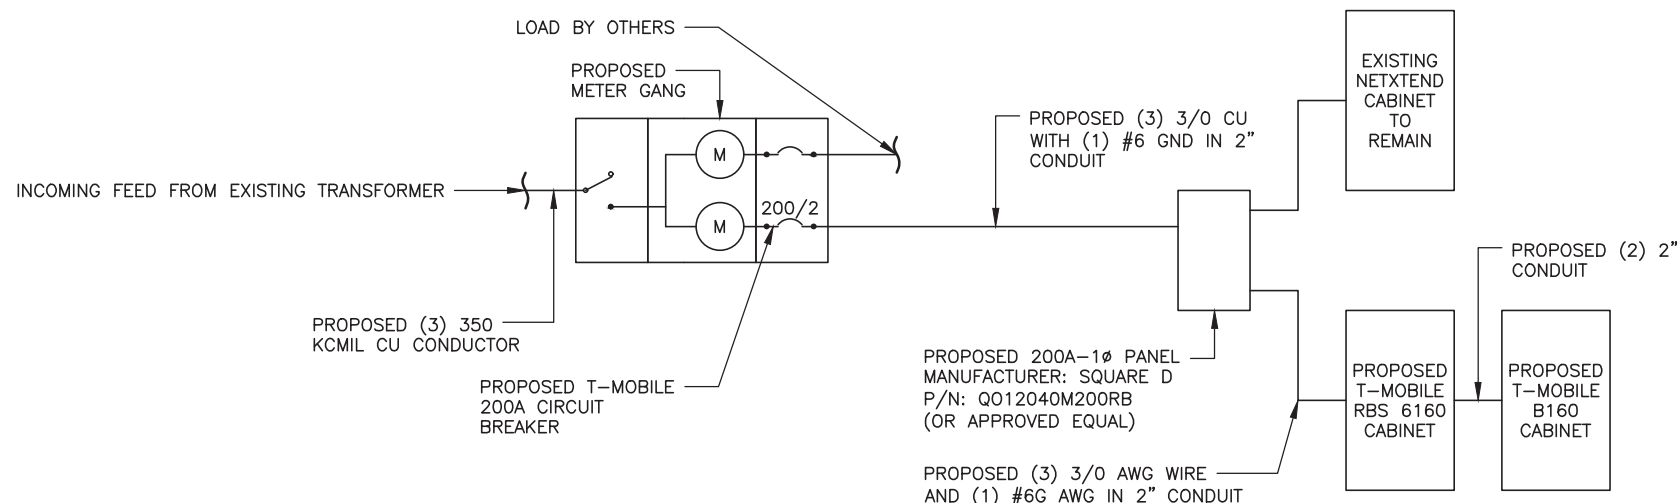 LOAD BY OTHERS
PROPOSED
METER GANG
EXISTING
NETXTEND
CABINET
TO
REMAIN
PROPOSED (3) 3/0 CU
WITH (1) #6 GND IN 2"
CONDUIT
M
INCOMING FEED FROM EXISTING TRANSFORMER
200/2
M
PROPOSED (2) 2"
CONDUIT
PROPOSED (3) 350
KCMIL CU CONDUCTOR
PROPOSED T-MOBILE
200A CIRCUIT
BREAKER
PROPOSED 200A-1ø PANEL
MANUFACTURER: SQUARE D
P/N: QO12040M200RB
(OR APPROVED EQUAL)
PROPOSED
T-MOBILE
RBS 6160
CABINET
PROPOSED
T-MOBILE
B160
CABINET
PROPOSED (3) 3/0 AWG WIRE
AND (1) #6G AWG IN 2" CONDUIT